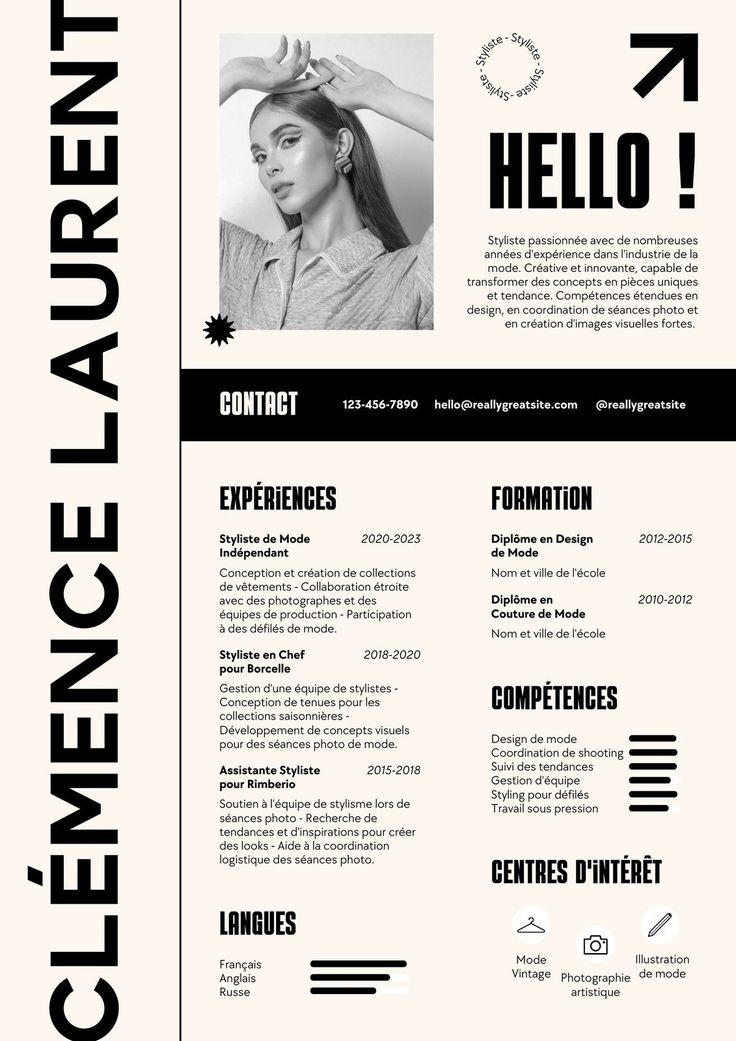 CLÉMENCE LAURENT
Styliste - Styliste - Styliste - Styliste -
HELLO !
Styliste passionnée avec de nombreuses
années d'expérience dans l'industrie de la
mode. Créative et innovante, capable de
transformer des concepts en pièces uniques
et tendance. Compétences étendues en
design, en coordination de séances photo et
en création d'images visuelles fortes.
CONTACT 123-456-7890 hello@reallygreatsite.com @reallygreatsite
EXPÉRiENCES
Styliste de Mode 2020-2023
Indépendant
Conception et création de collections
de vêtements - Collaboration étroite
avec des photographes et des
équipes de production - Participation
à des défilés de mode.
Styliste en Chef 2018-2020
pour Borcelle
Gestion d'une équipe de stylistes -
Conception de tenues pour les
collections saisonnières -
Développement de concepts visuels
pour des séances photo de mode.
Assistante Styliste 2015-2018
pour Rimberio
Soutien à l'équipe de stylisme lors de
séances photo - Recherche de
tendances et d'inspirations pour créer
des looks - Aide à la coordination
logistique des séances photo.
LANGUES
Français
Anglais
Russe
FORMATiON
Diplôme en Design 2012-2015
de Mode
Nom et ville de l'école
Diplôme en 2010-2012
Couture de Mode
Nom et ville de l'école
COMPÉTENCES
Design de mode
Coordination de shooting
Suivi des tendances
Gestion d'équipe
Styling pour défilés
Travail sous pression
CENTRES D'iNTÉRÊT
Mode
Vintage
Photographie
artistique
Illustration
de mode